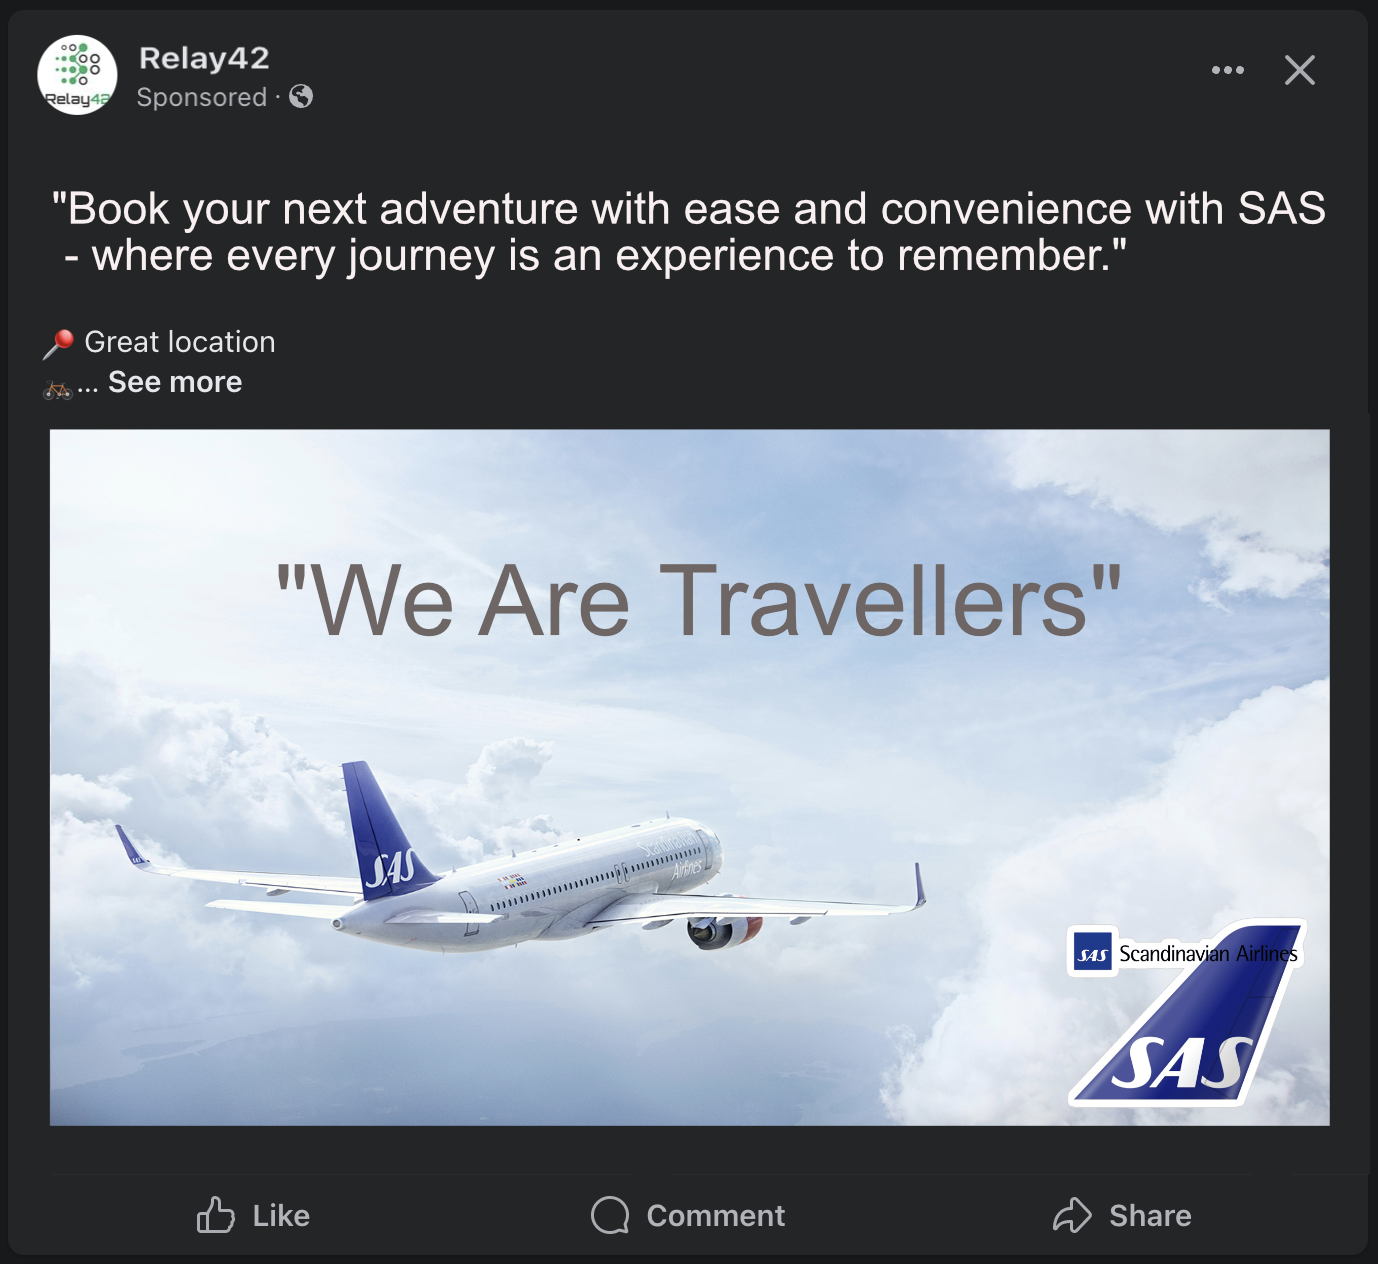 Relay42
Relay42
Sponsored ·
"Book your next adventure with ease and convenience with SAS
- where every journey is an experience to remember."
Great location
... See more
"We Are Travellers"
SAS
SAS
Scandinavian
Airlines
SAS Scandinavian Airlines
SAS
Like
Comment
Share